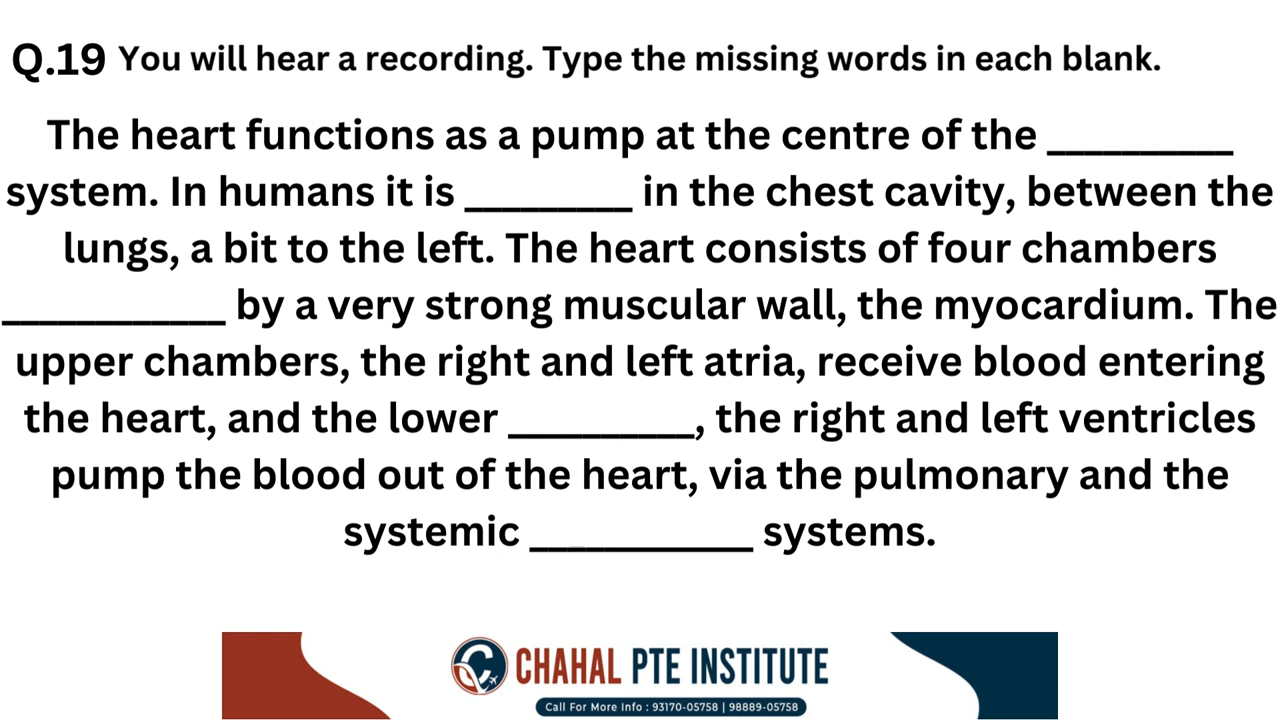 Q.19 You will hear a recording. Type the missing words in each blank.
The heart functions as a pump at the centre of the __________
system. In humans it is _________ in the chest cavity, between the
lungs, a bit to the left. The heart consists of four chambers
____________ by a very strong muscular wall, the myocardium. The
upper chambers, the right and left atria, receive blood entering
the heart, and the lower __________, the right and left ventricles
pump the blood out of the heart, via the pulmonary and the
systemic ____________ systems.
CHAHAL PTE INSTITUTE
Call For More Info : 93170-05758 | 98889-05758